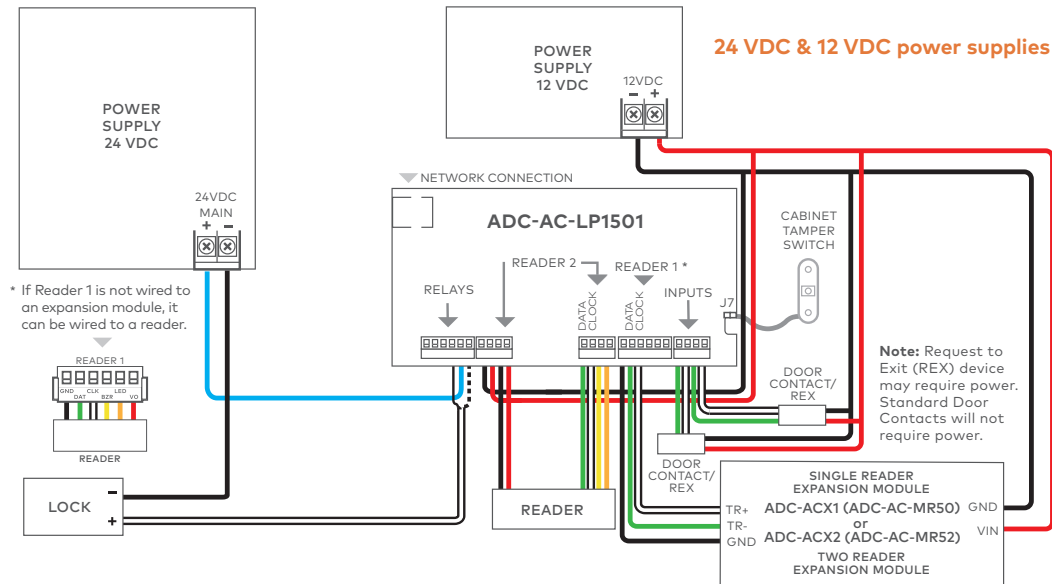 24 VDC & 12 VDC power supplies
POWER
SUPPLY
24 VDC
24VDC
MAIN
+ −
POWER
SUPPLY
12 VDC
12VDC
− +
NETWORK CONNECTION
ADC-AC-LP1501
READER 2
READER 1 *
RELAYS
DATA
CLOCK
DATA
CLOCK
INPUTS
J7
CABINET
TAMPER
SWITCH
* If Reader 1 is not wired to
an expansion module, it
can be wired to a reader.
READER 1
GND CLK LED
DAT BZR VO
READER
LOCK
−
+
READER
DOOR
CONTACT/
REX
DOOR
CONTACT/
REX
Note: Request to
Exit (REX) device
may require power.
Standard Door
Contacts will not
require power.
SINGLE READER
EXPANSION MODULE
TR+ ADC-ACX1 (ADC-AC-MR50) GND
or
TR- ADC-ACX2 (ADC-AC-MR52) VIN
GND
TWO READER
EXPANSION MODULE